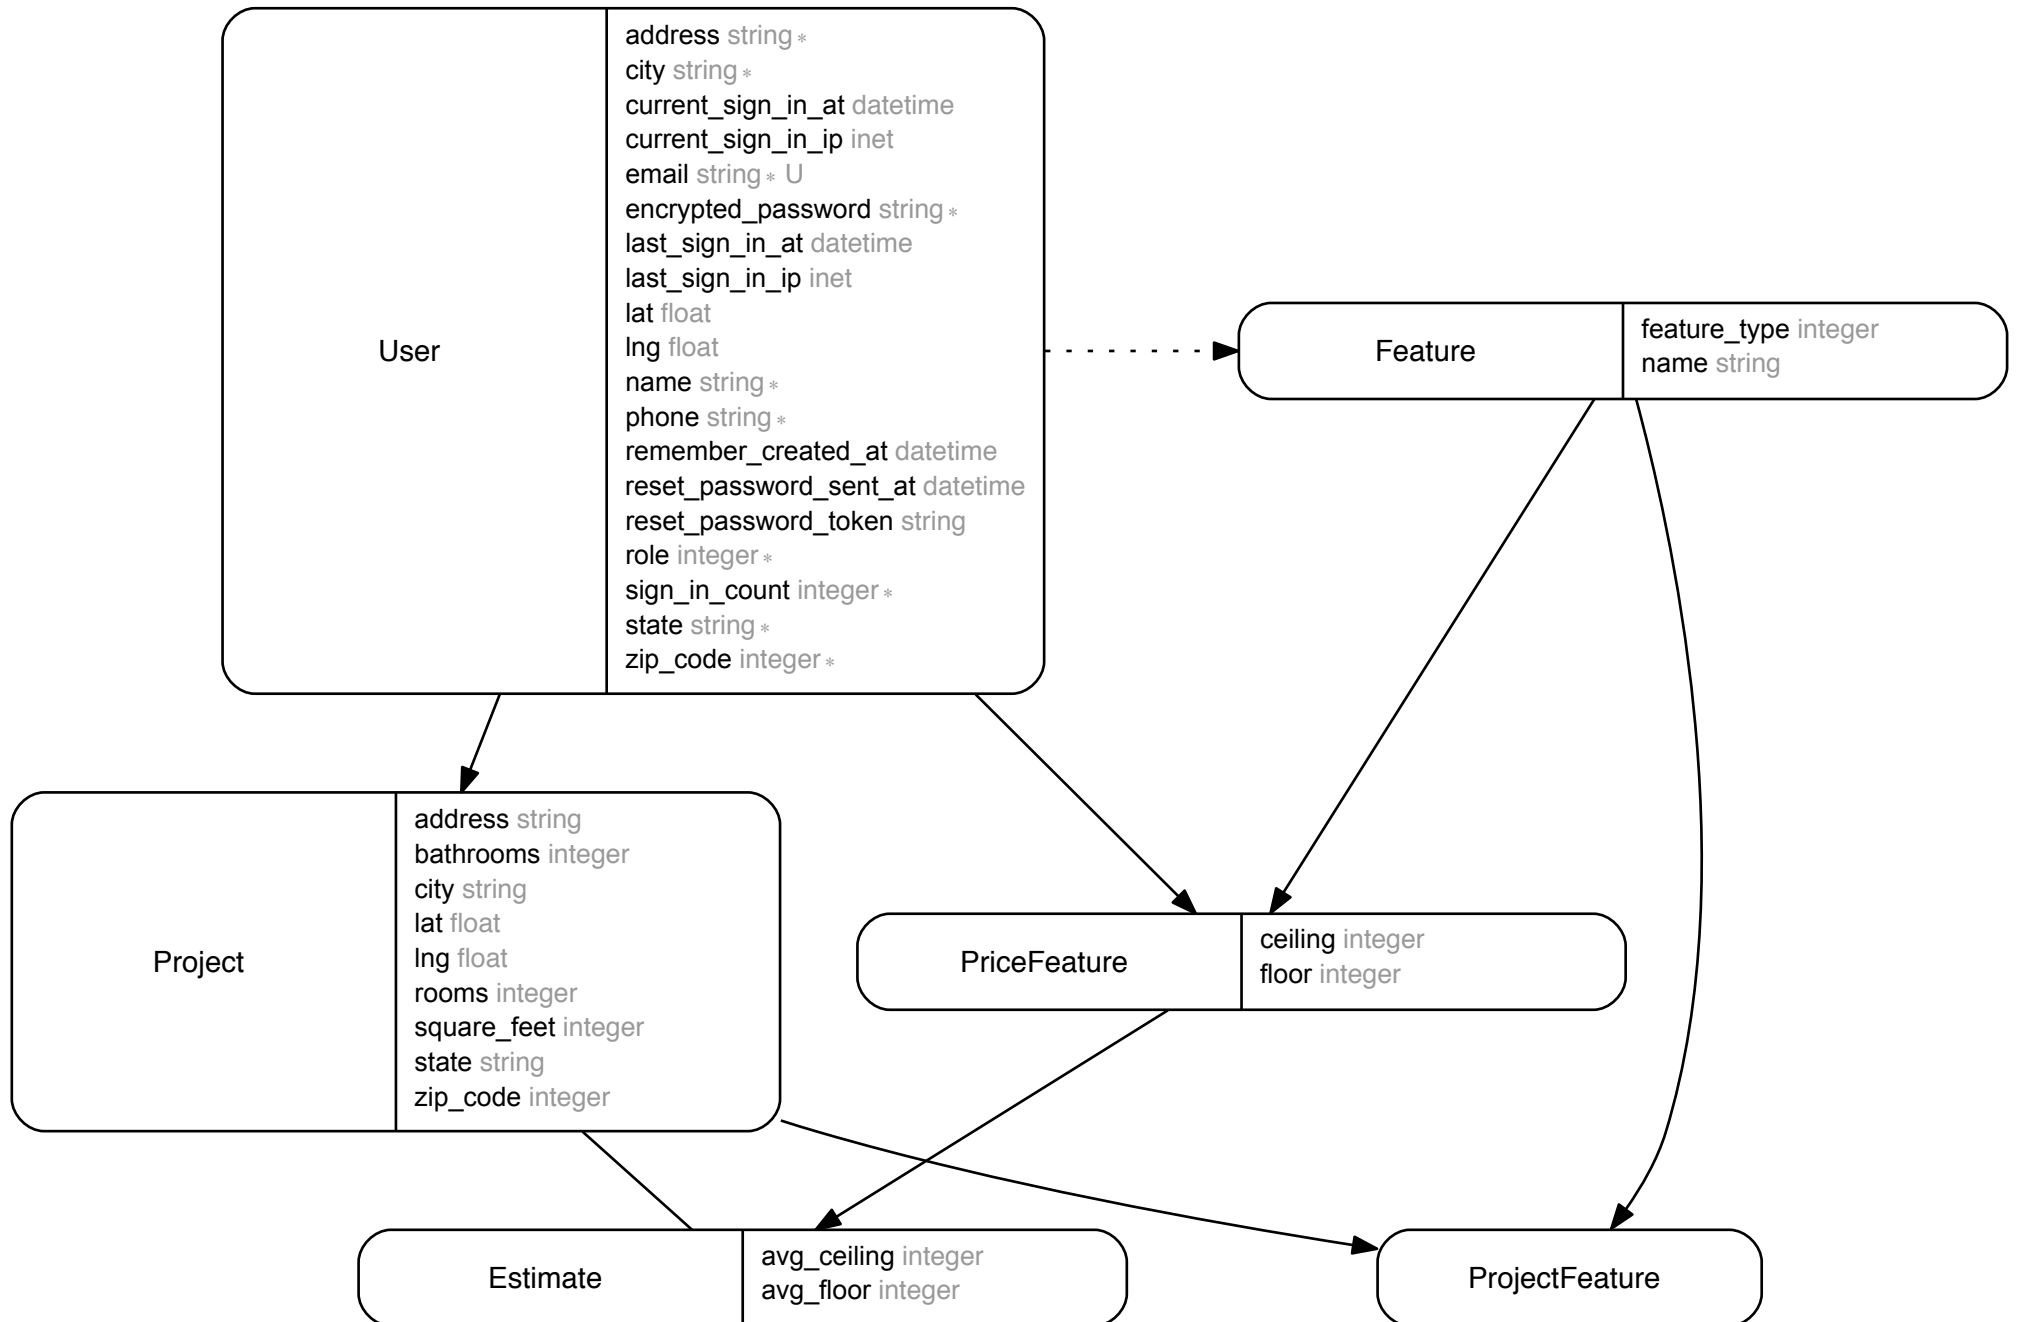 User
address string *
city string *
current_sign_in_at datetime
current_sign_in_ip inet
email string * U
encrypted_password string *
last_sign_in_at datetime
last_sign_in_ip inet
lat float
lng float
name string *
phone string *
remember_created_at datetime
reset_password_sent_at datetime
reset_password_token string
role integer *
sign_in_count integer *
state string *
zip_code integer *
Feature
feature_type integer
name string
Project
address string
bathrooms integer
city string
lat float
lng float
rooms integer
square_feet integer
state string
zip_code integer
PriceFeature
ceiling integer
floor integer
Estimate
avg_ceiling integer
avg_floor integer
ProjectFeature